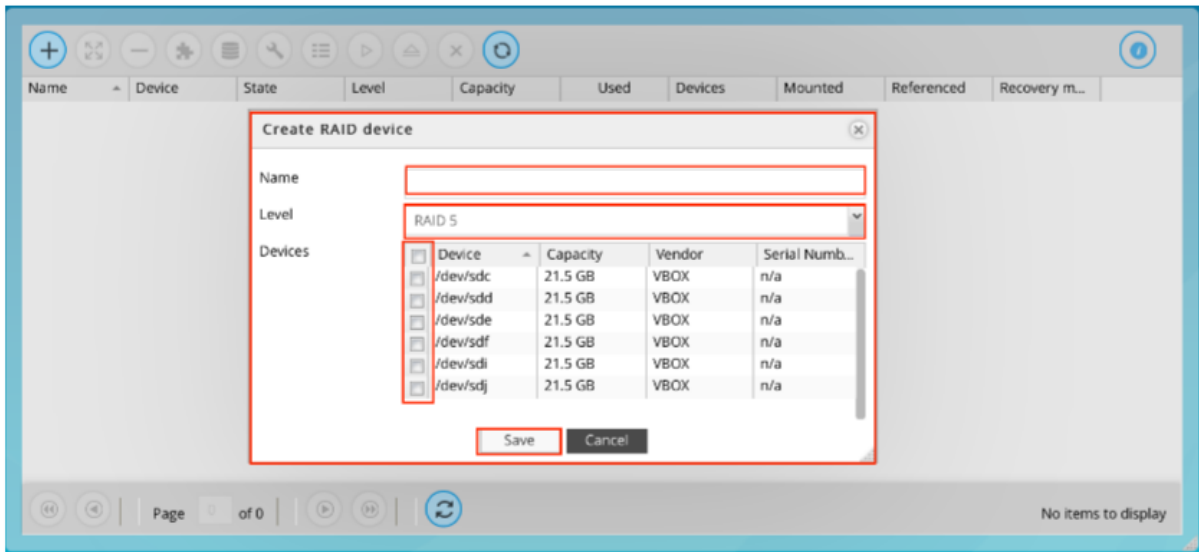 Name Device State Level Capacity Used Devices Mounted Referenced Recovery m...
Create RAID device
Name
Level RAID 5
Devices Device Capacity Vendor Serial Numb...
/dev/sdc 21.5 GB VBOX n/a
/dev/sdd 21.5 GB VBOX n/a
/dev/sde 21.5 GB VBOX n/a
/dev/sdf 21.5 GB VBOX n/a
/dev/sdi 21.5 GB VBOX n/a
/dev/sdj 21.5 GB VBOX n/a
Save Cancel
Page 0 of 0 No items to display